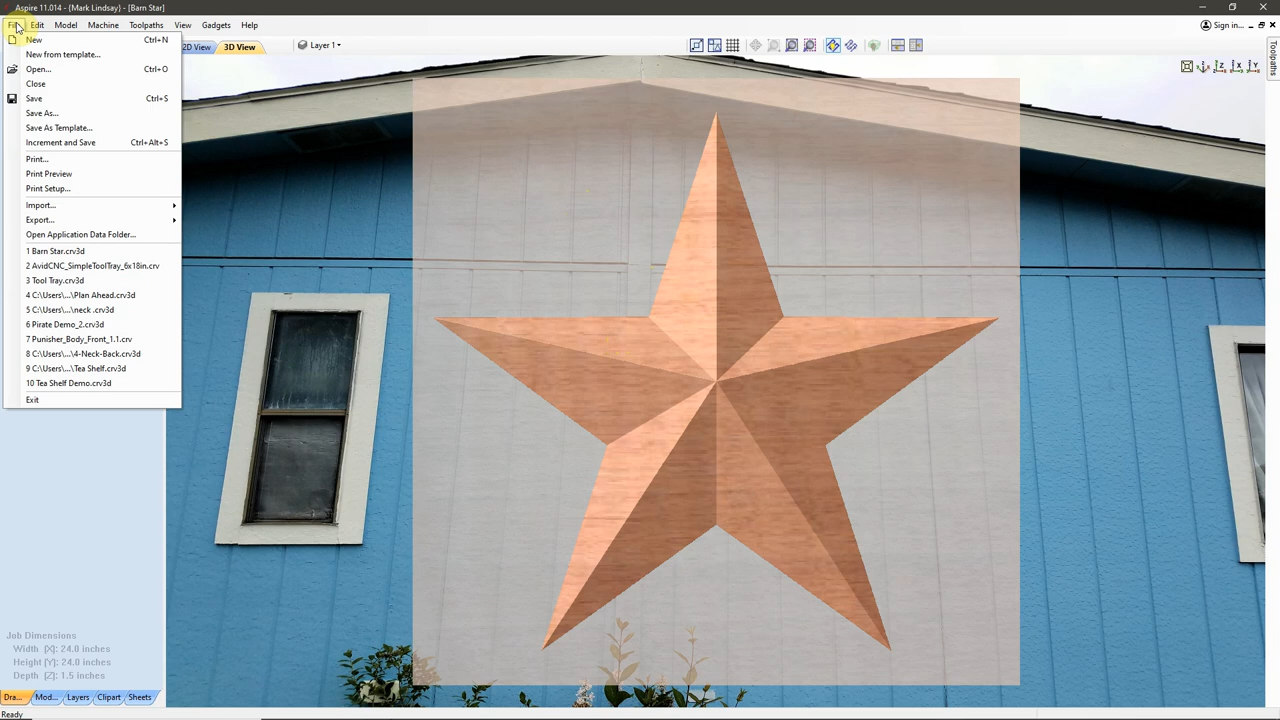 Aspire 11.014 - {Mark Lindsay} - [Barn Star]
File Edit Model Machine Toolpaths View Gadgets Help
Sign in...
2D View 3D View Layer 1
Toolpaths
New Ctrl+N
New from template...
Open... Ctrl+O
Close
Save Ctrl+S
Save As...
Save As Template...
Increment and Save Ctrl+Alt+S
Print...
Print Preview
Print Setup...
Import...
Export...
Open Application Data Folder...
1 Barn Star.crv3d
2 AvidCNC_SimpleToolTray_6x18in.crv
3 Tool Tray.crv3d
4 C:\Users\...\Plan Ahead.crv3d
5 C:\Users\...\neck .crv3d
6 Pirate Demo_2.crv3d
7 Punisher_Body_Front_1.1.crv
8 C:\Users\...\4-Neck-Back.crv3d
9 C:\Users\...\Tea Shelf.crv3d
10 Tea Shelf Demo.crv3d
Exit
Job Dimensions
Width (X): 24.0 inches
Height (Y): 24.0 inches
Depth (Z): 1.5 inches
Dra... Mod... Layers Clipart Sheets
Ready